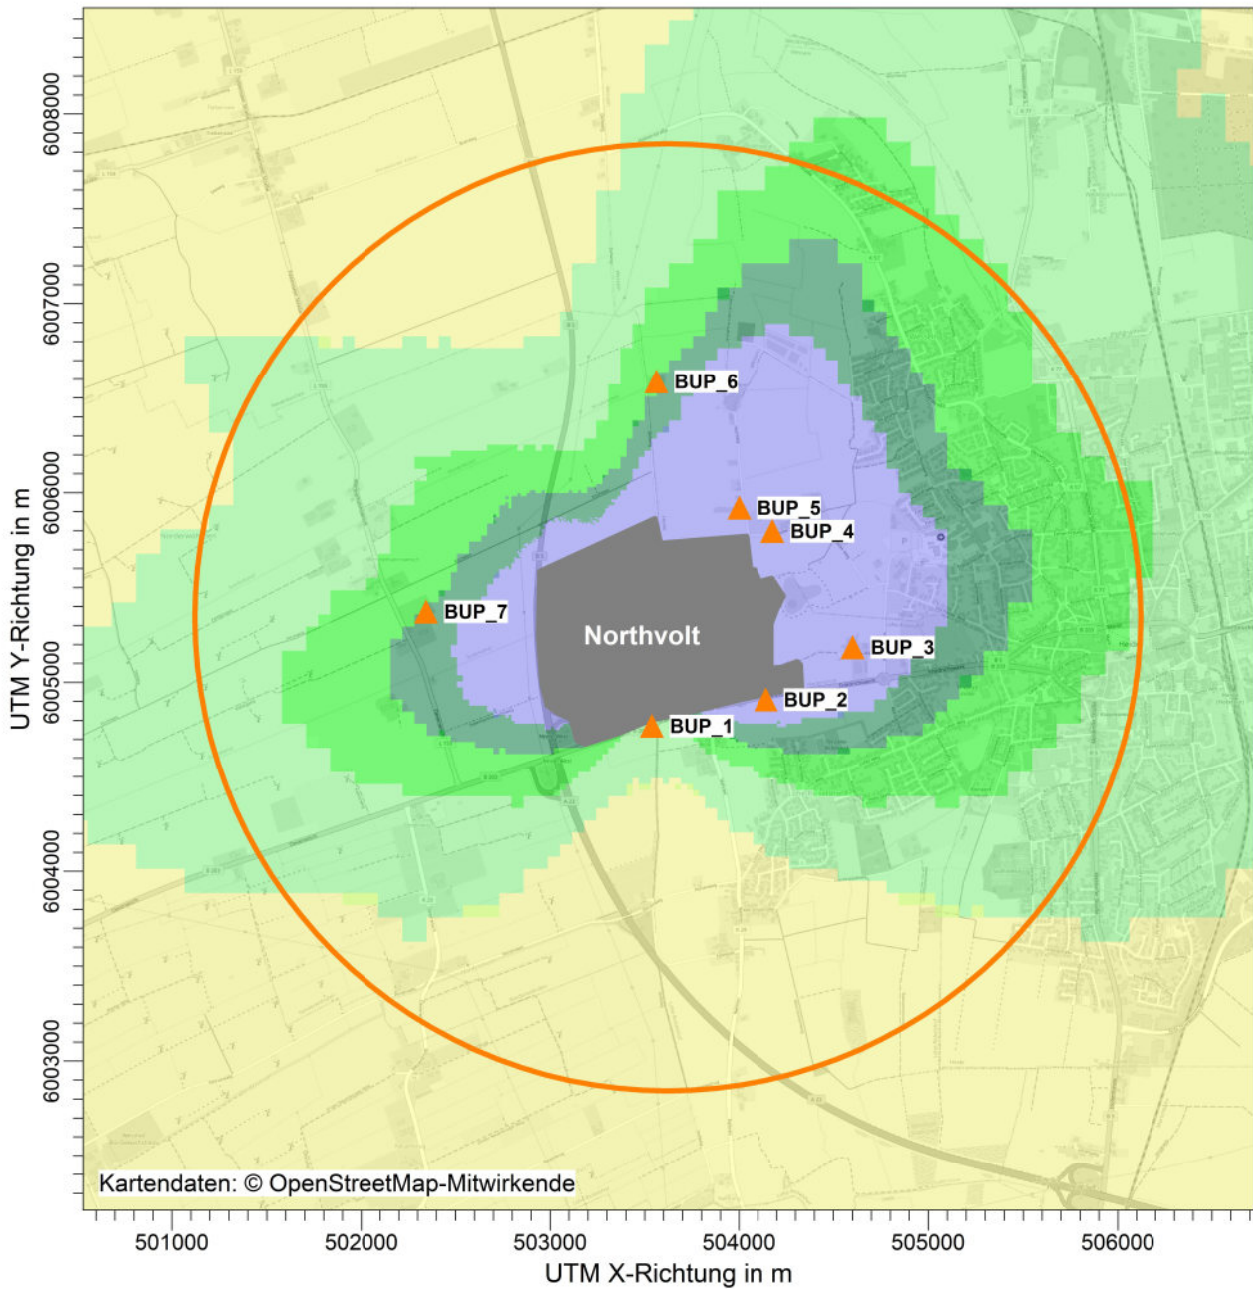 UTM Y-Richtung in m
6008000
6007000
6006000
6005000
6004000
6003000
BUP_6
BUP_5
BUP_4
BUP_7
Northvolt
BUP_3
BUP_2
BUP_1
Kartendaten: © OpenStreetMap-Mitwirkende
501000 502000 503000 504000 505000 506000
UTM X-Richtung in m